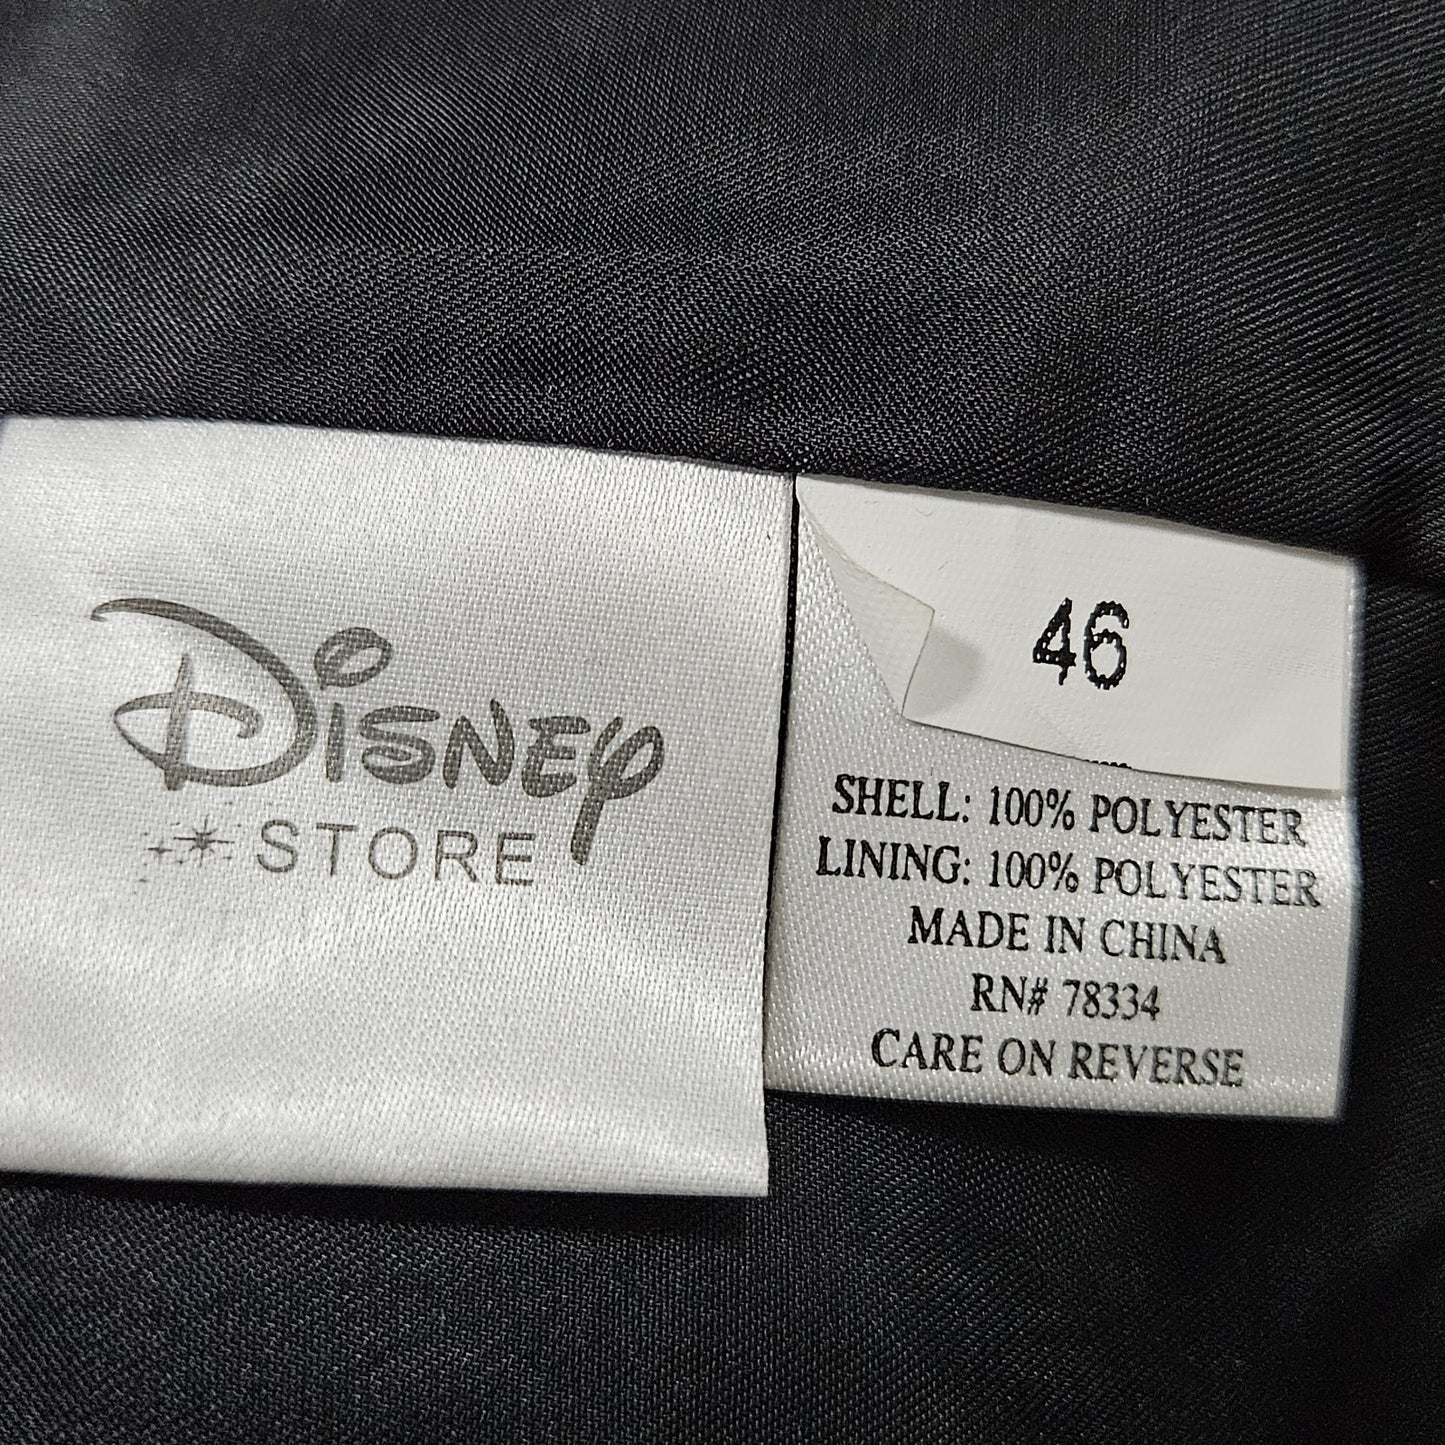 Disney
STORE
46
SHELL: 100% POLYESTER
LINING: 100% POLYESTER
MADE IN CHINA
RN# 78334
CARE ON REVERSE